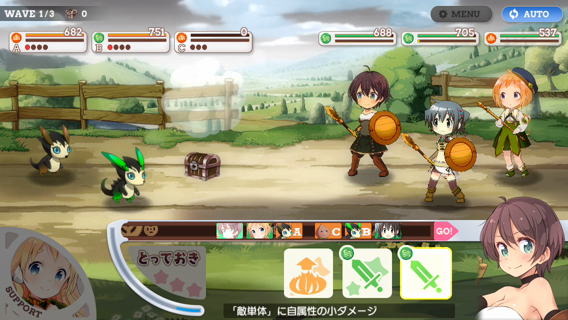 WAVE 1/3 0
MENU
AUTO
682
751
0
688
705
537
A
B
C
A C B GO!
とっておき
SUPPORT
「敵単体」に自属性の小ダメージ